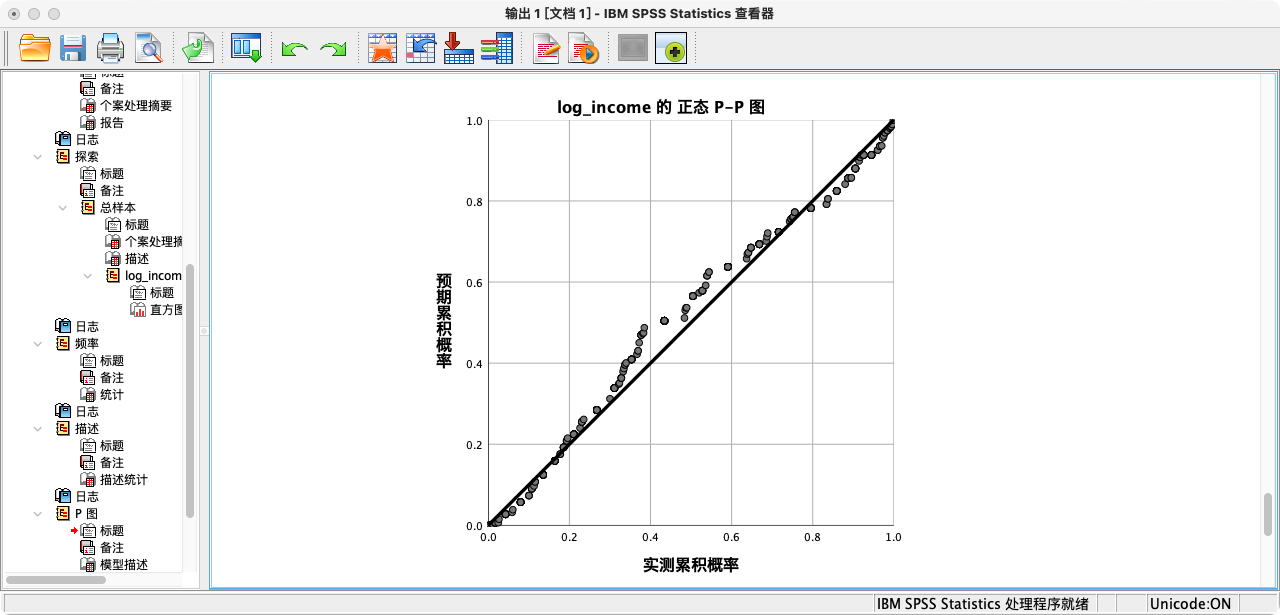 输出 1 [文档 1] - IBM SPSS Statistics 查看器
标题
备注
个案处理摘要
报告
日志
探索
标题
备注
总样本
标题
个案处理摘
描述
log_incom
标题
直方图
日志
频率
标题
备注
统计
日志
描述
标题
备注
描述统计
日志
P 图
标题
备注
模型描述
log_income 的 正态 P-P 图
预期累积概率
1.0
0.8
0.6
0.4
0.2
0.0
0.0 0.2 0.4 0.6 0.8 1.0
实测累积概率
IBM SPSS Statistics 处理程序就绪
Unicode:ON